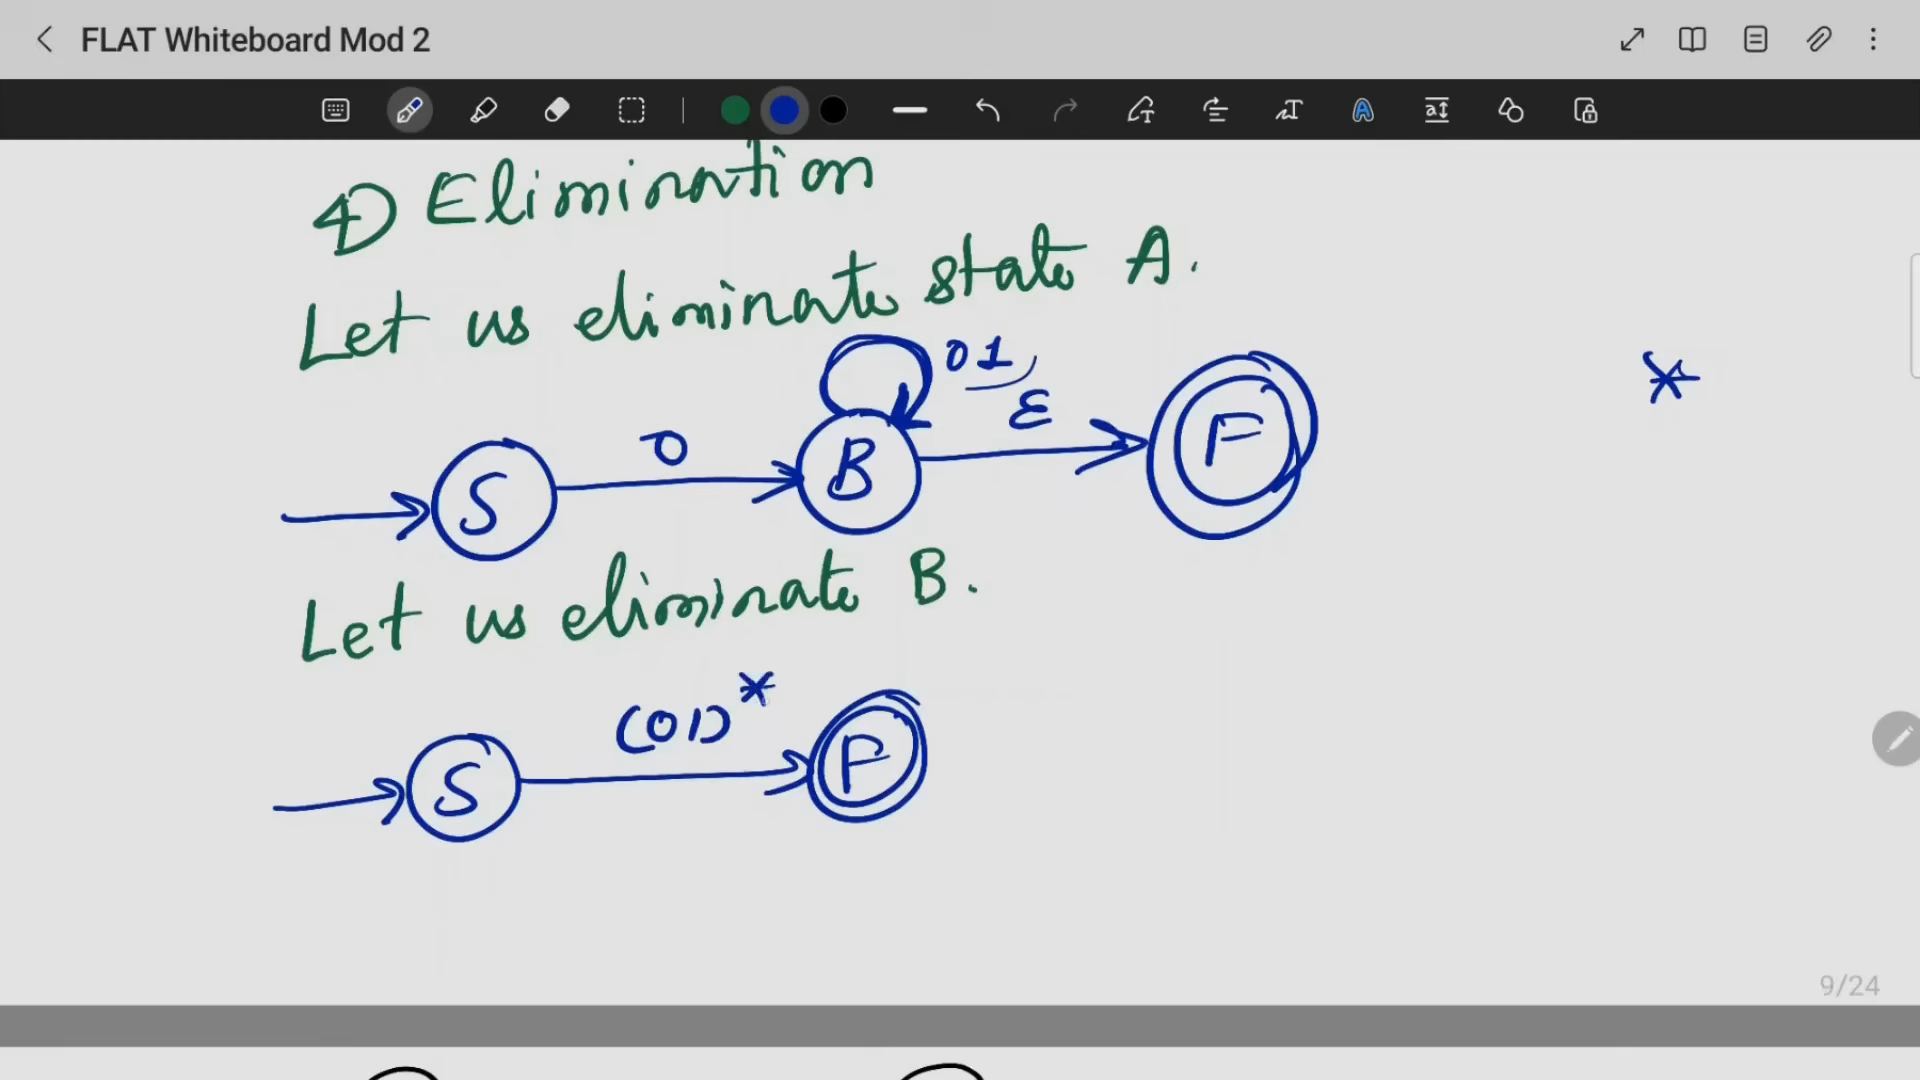 FLAT Whiteboard Mod 2
4) Elimination
Let us eliminate state A.
01
ε
*
0
S
B
F
Let us eliminate B.
(01)*
S
F
9/24